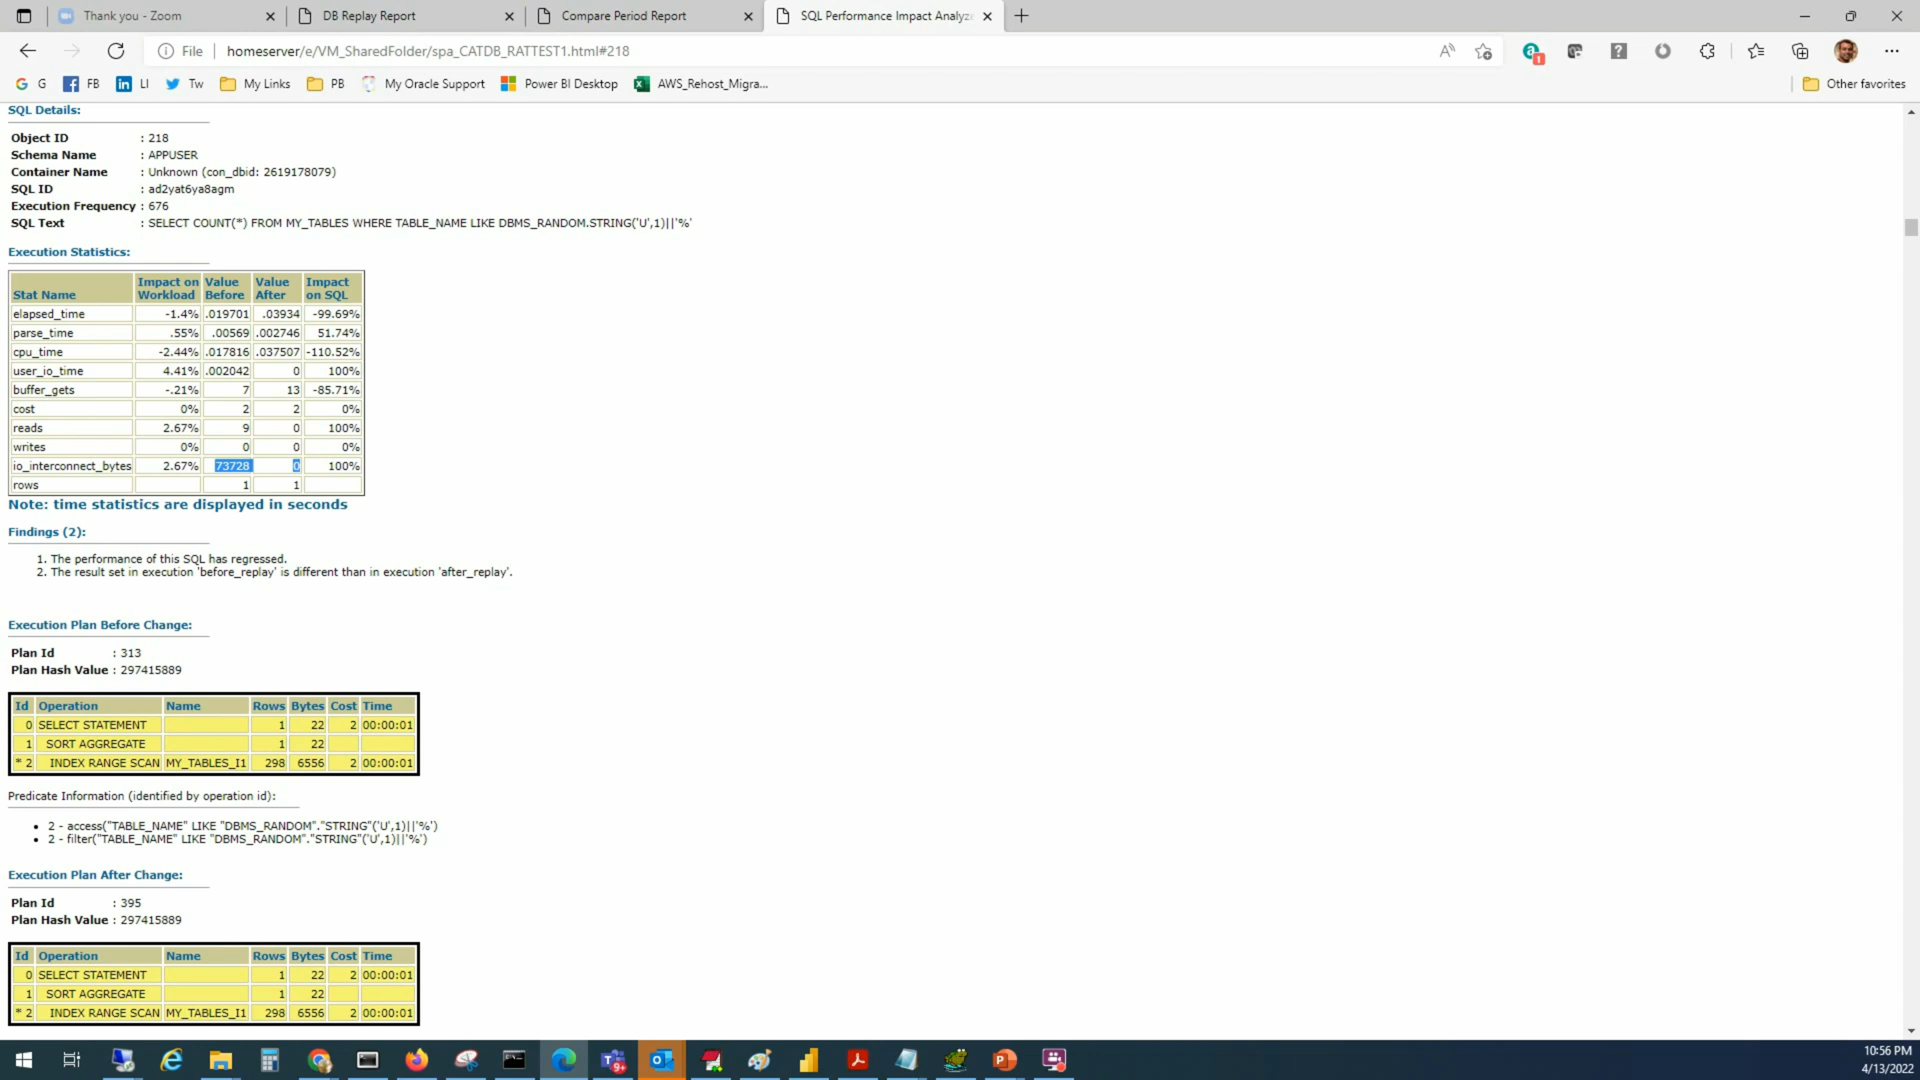 Thank you - Zoom
DB Replay Report
Compare Period Report
SQL Performance Impact Analyze
File
homeserver/e/VM_SharedFolder/spa_CATDB_RATTEST1.html#218
G
FB
LI
Tw
My Links
PB
My Oracle Support
Power BI Desktop
AWS_Rehost_Migra...
Other favorites
SQL Details:
Object ID : 218
Schema Name : APPUSER
Container Name : Unknown (con_dbid: 2619178079)
SQL ID : ad2yat6ya8agm
Execution Frequency : 676
SQL Text : SELECT COUNT(*) FROM MY_TABLES WHERE TABLE_NAME LIKE DBMS_RANDOM.STRING('U',1)||'%'
Execution Statistics:
Stat Name Impact on Workload Value Before Value After Impact on SQL
elapsed_time -1.4% .019701 .03934 -99.69%
parse_time .55% .00569 .002746 51.74%
cpu_time -2.44% .017816 .037507 -110.52%
user_io_time 4.41% .002042 0 100%
buffer_gets -.21% 7 13 -85.71%
cost 0% 2 2 0%
reads 2.67% 9 0 100%
writes 0% 0 0 0%
io_interconnect_bytes 2.67% 73728 0 100%
rows 1 1
Note: time statistics are displayed in seconds
Findings (2):
1. The performance of this SQL has regressed.
2. The result set in execution 'before_replay' is different than in execution 'after_replay'.
Execution Plan Before Change:
Plan Id : 313
Plan Hash Value : 297415889
Id Operation Name Rows Bytes Cost Time
0 SELECT STATEMENT 1 22 2 00:00:01
1 SORT AGGREGATE 1 22
* 2 INDEX RANGE SCAN MY_TABLES_I1 298 6556 2 00:00:01
Predicate Information (identified by operation id):
• 2 - access("TABLE_NAME" LIKE "DBMS_RANDOM"."STRING"('U',1)||'%')
• 2 - filter("TABLE_NAME" LIKE "DBMS_RANDOM"."STRING"('U',1)||'%')
Execution Plan After Change:
Plan Id : 395
Plan Hash Value : 297415889
Id Operation Name Rows Bytes Cost Time
0 SELECT STATEMENT 1 22 2 00:00:01
1 SORT AGGREGATE 1 22
* 2 INDEX RANGE SCAN MY_TABLES_I1 298 6556 2 00:00:01
10:56 PM
4/13/2022